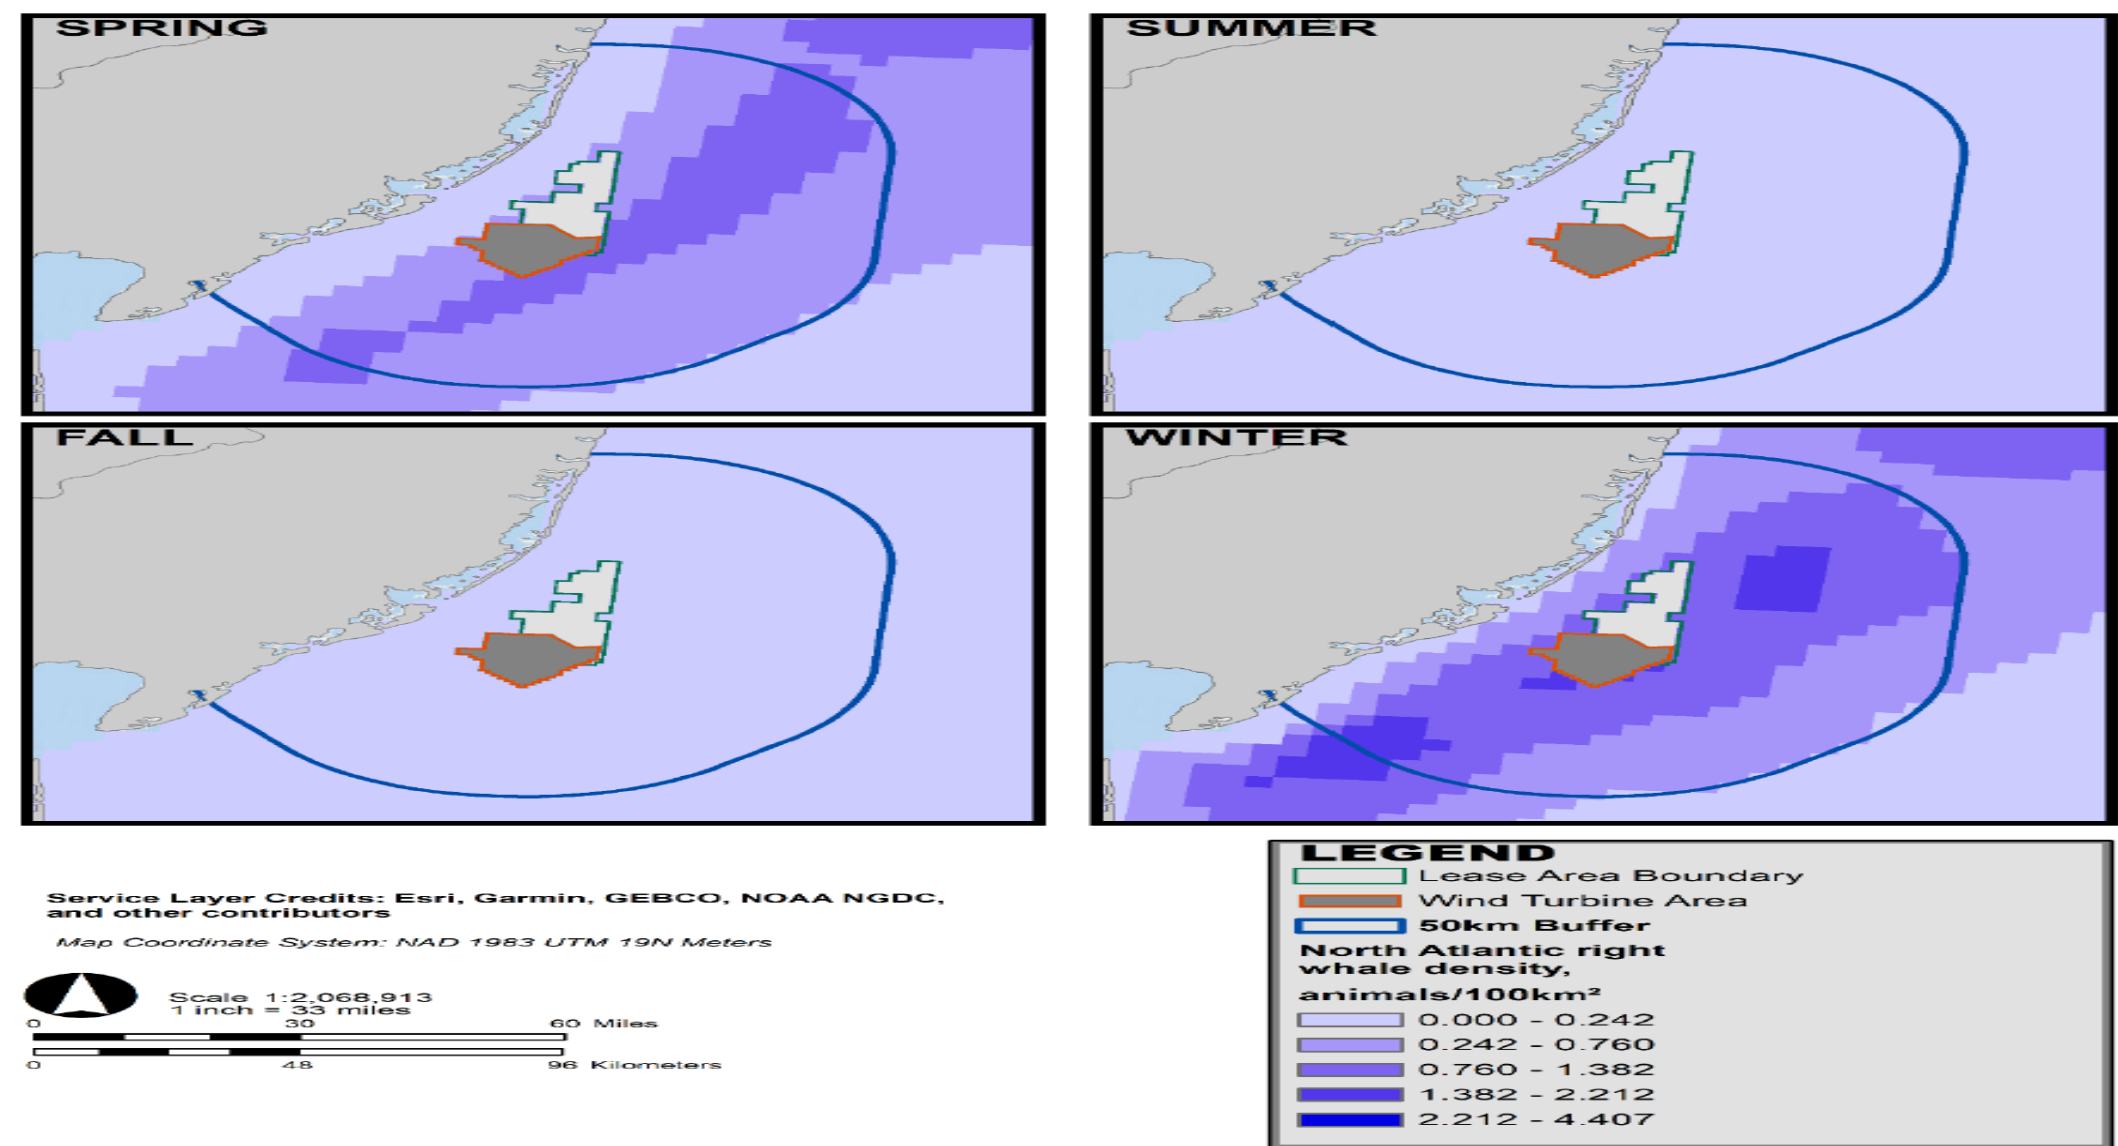 SPRING
SUMMER
FALL
WINTER
Service Layer Credits: Esri, Garmin, GEBCO, NOAA NGDC,
and other contributors
Map Coordinate System: NAD 1983 UTM 19N Meters
Scale 1:2,068,913
1 inch = 33 miles
0 30 60 Miles
0 48 96 Kilometers
LEGEND
Lease Area Boundary
Wind Turbine Area
50km Buffer
North Atlantic right
whale density,
animals/100km²
0.000 - 0.242
0.242 - 0.760
0.760 - 1.382
1.382 - 2.212
2.212 - 4.407